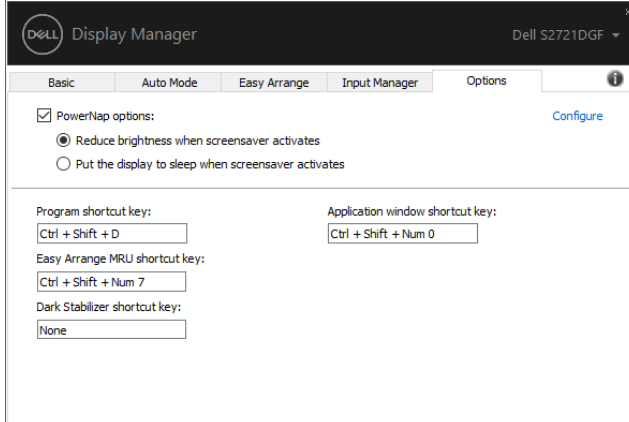 DELL Display Manager
Dell S2721DGF
Basic Auto Mode Easy Arrange Input Manager Options
PowerNap options:
Configure
Reduce brightness when screensaver activates
Put the display to sleep when screensaver activates
Program shortcut key:
Application window shortcut key:
Ctrl + Shift + D
Ctrl + Shift + Num 0
Easy Arrange MRU shortcut key:
Ctrl + Shift + Num 7
Dark Stabilizer shortcut key:
None